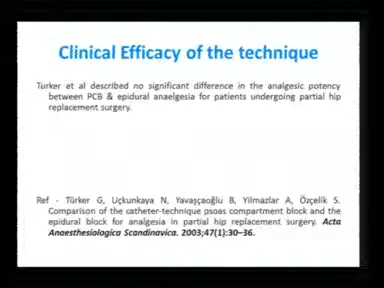 Clinical Efficacy of the technique
Turker et al described no significant difference in the analgesic potency
between PCB & epidural anaelgesia for patients undergoing partial hip
replacement surgery.
Ref - Türker G, Uçkunkaya N, Yavaşçaoğlu B, Yilmazlar A, Özçelik S.
Comparison of the catheter-technique psoas compartment block and the
epidural block for analgesia in partial hip replacement surgery. Acta
Anaesthesiologica Scandinavica. 2003;47(1):30–36.